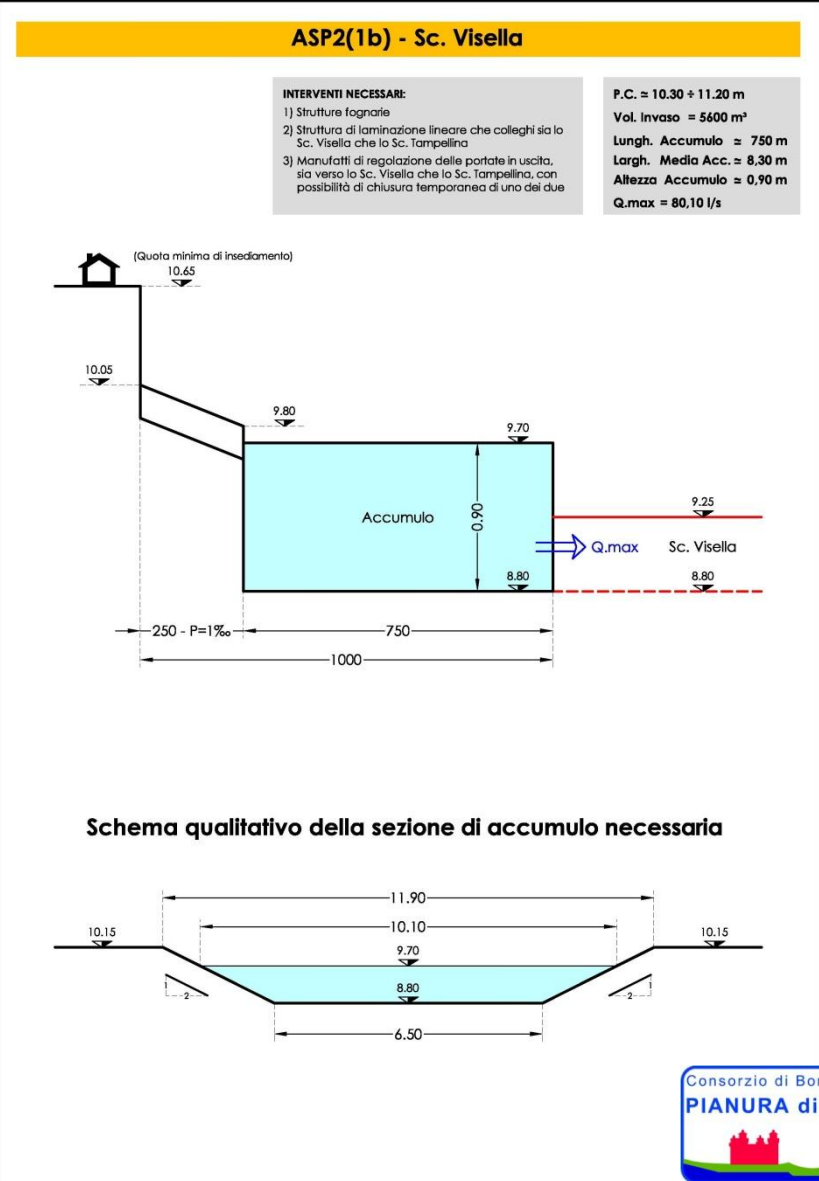 ASP2(1b) - Sc. Visella
INTERVENTI NECESSARI:
1) Strutture fognarie
2) Struttura di laminazione lineare che colleghi sia lo
Sc. Visella che lo Sc. Tampellina
3) Manufatti di regolazione delle portate in uscita,
sia verso lo Sc. Visella che lo Sc. Tampellina, con
possibilità di chiusura temporanea di uno dei due
P.C. ≃ 10.30 ÷ 11.20 m
Vol. Invaso = 5600 m³
Lungh. Accumulo ≃ 750 m
Largh. Media Acc. ≃ 8,30 m
Altezza Accumulo ≃ 0,90 m
Q.max = 80,10 l/s
(Quota minima di insediamento)
10.65
10.05
9.80
9.70
Accumulo
0.90
9.25
Q.max
Sc. Visella
8.80
8.80
250 - P=1‰
750
1000
Schema qualitativo della sezione di accumulo necessaria
11.90
10.10
10.15
10.15
9.70
8.80
1
2
2
1
6.50
Consorzio di Bo
PIANURA di